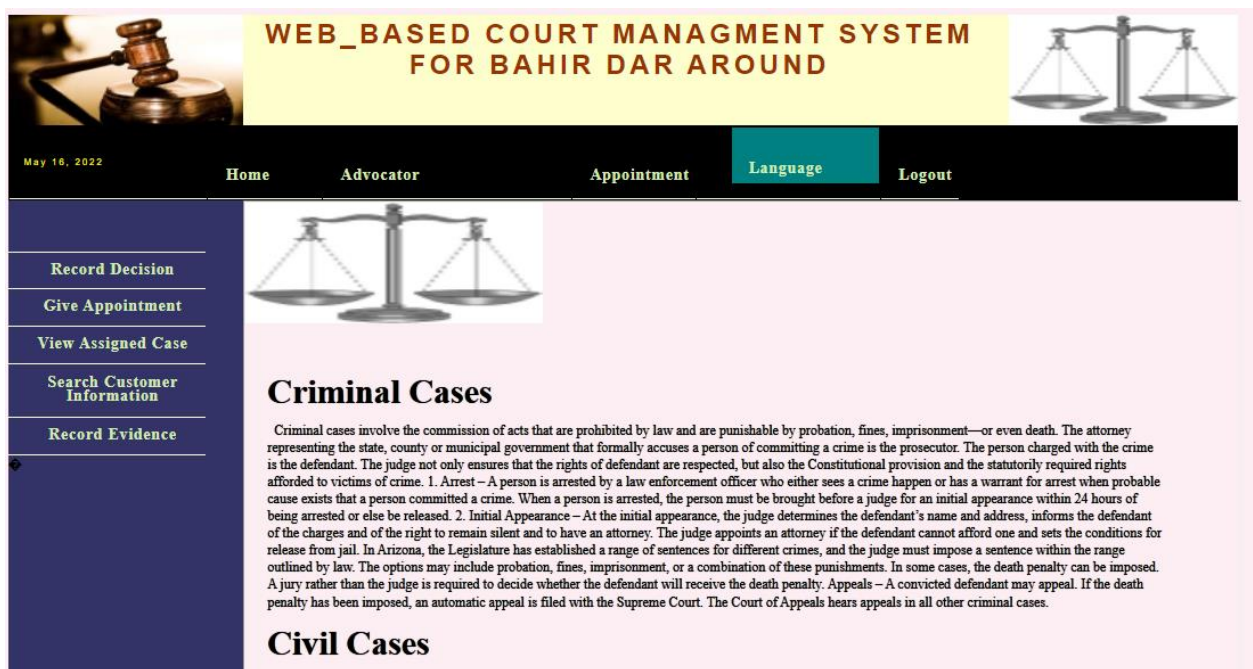 WEB_BASED COURT MANAGMENT SYSTEM
FOR BAHIR DAR AROUND
May 16, 2022
Home
Advocator
Appointment
Language
Logout
Record Decision
Give Appointment
View Assigned Case
Search Customer
Information
Record Evidence
�
Criminal Cases
Criminal cases involve the commission of acts that are prohibited by law and are punishable by probation, fines, imprisonment—or even death. The attorney
representing the state, county or municipal government that formally accuses a person of committing a crime is the prosecutor. The person charged with the crime
is the defendant. The judge not only ensures that the rights of defendant are respected, but also the Constitutional provision and the statutorily required rights
afforded to victims of crime. 1. Arrest – A person is arrested by a law enforcement officer who either sees a crime happen or has a warrant for arrest when probable
cause exists that a person committed a crime. When a person is arrested, the person must be brought before a judge for an initial appearance within 24 hours of
being arrested or else be released. 2. Initial Appearance – At the initial appearance, the judge determines the defendant’s name and address, informs the defendant
of the charges and of the right to remain silent and to have an attorney. The judge appoints an attorney if the defendant cannot afford one and sets the conditions for
release from jail. In Arizona, the Legislature has established a range of sentences for different crimes, and the judge must impose a sentence within the range
outlined by law. The options may include probation, fines, imprisonment, or a combination of these punishments. In some cases, the death penalty can be imposed.
A jury rather than the judge is required to decide whether the defendant will receive the death penalty. Appeals – A convicted defendant may appeal. If the death
penalty has been imposed, an automatic appeal is filed with the Supreme Court. The Court of Appeals hears appeals in all other criminal cases.
Civil Cases